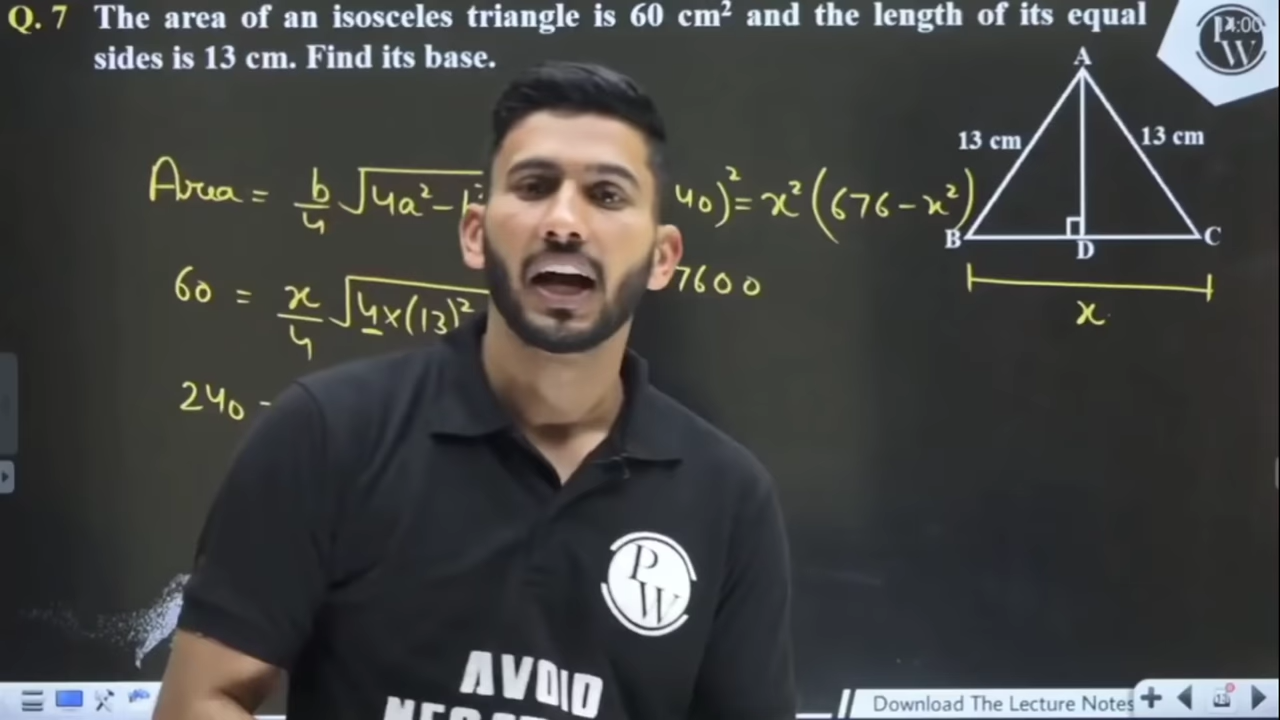 Q. 7 The area of an isosceles triangle is 60 cm² and the length of its equal
sides is 13 cm. Find its base.
PW
A
13 cm
13 cm
Area = b/4 √4a² –
40)² = x² (676 – x²)
B
D
C
60 = x/4 √4×(13)²
7600
x
240
PW
AVOID
Download The Lecture Notes